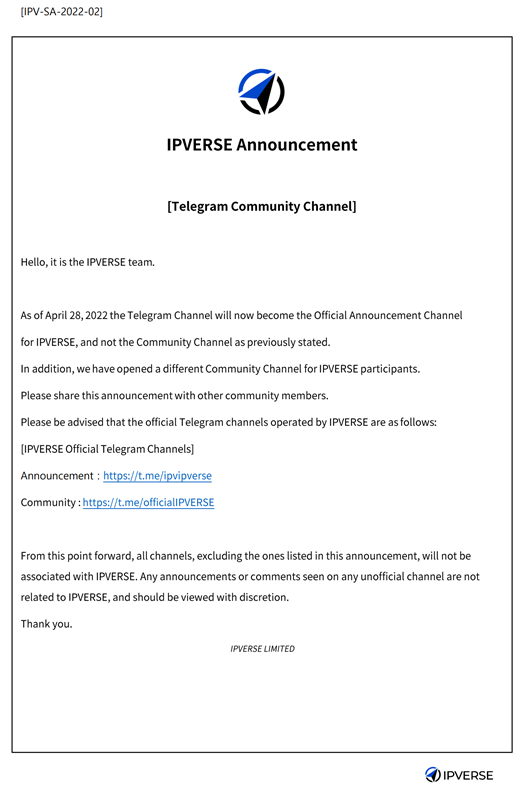 [IPV-SA-2022-02]
IPVERSE Announcement
[Telegram Community Channel]
Hello, it is the IPVERSE team.
As of April 28, 2022 the Telegram Channel will now become the Official Announcement Channel
for IPVERSE, and not the Community Channel as previously stated.
In addition, we have opened a different Community Channel for IPVERSE participants.
Please share this announcement with other community members.
Please be advised that the official Telegram channels operated by IPVERSE are as follows:
[IPVERSE Official Telegram Channels]
Announcement : https://t.me/ipvipverse
Community : https://t.me/officialIPVERSE
From this point forward, all channels, excluding the ones listed in this announcement, will not be
associated with IPVERSE. Any announcements or comments seen on any unofficial channel are not
related to IPVERSE, and should be viewed with discretion.
Thank you.
IPVERSE LIMITED
IPVERSE